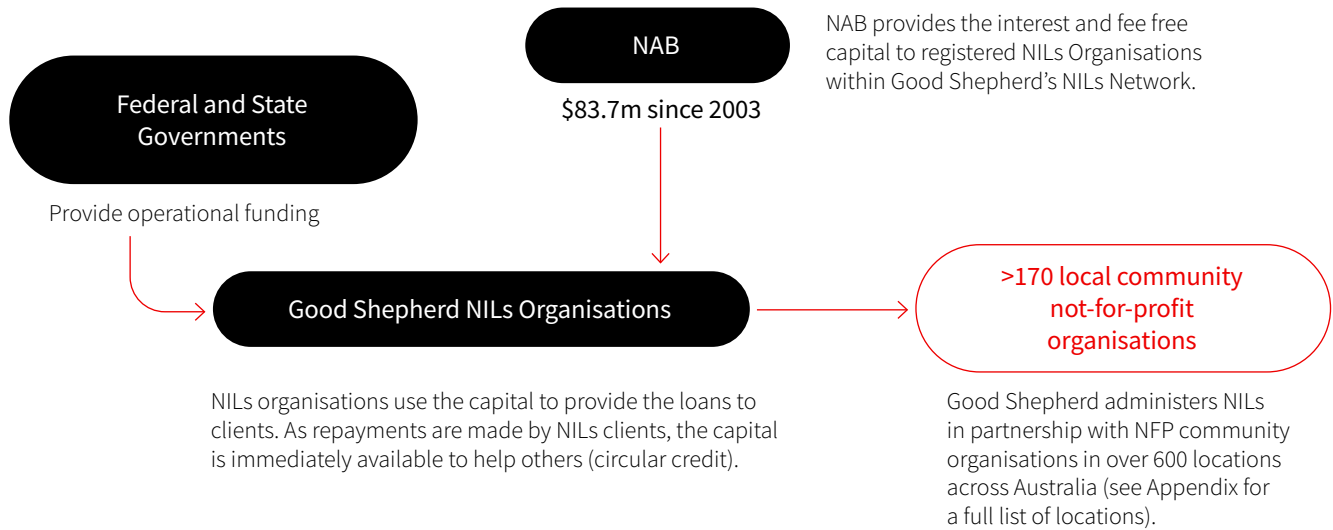 NAB
NAB provides the interest and fee free
capital to registered NILs Organisations
within Good Shepherd’s NILs Network.
Federal and State
Governments
$83.7m since 2003
Provide operational funding
Good Shepherd NILs Organisations
>170 local community
not-for-profit
organisations
NILs organisations use the capital to provide the loans to
clients. As repayments are made by NILs clients, the capital
is immediately available to help others (circular credit).
Good Shepherd administers NILs
in partnership with NFP community
organisations in over 600 locations
across Australia (see Appendix for
a full list of locations).